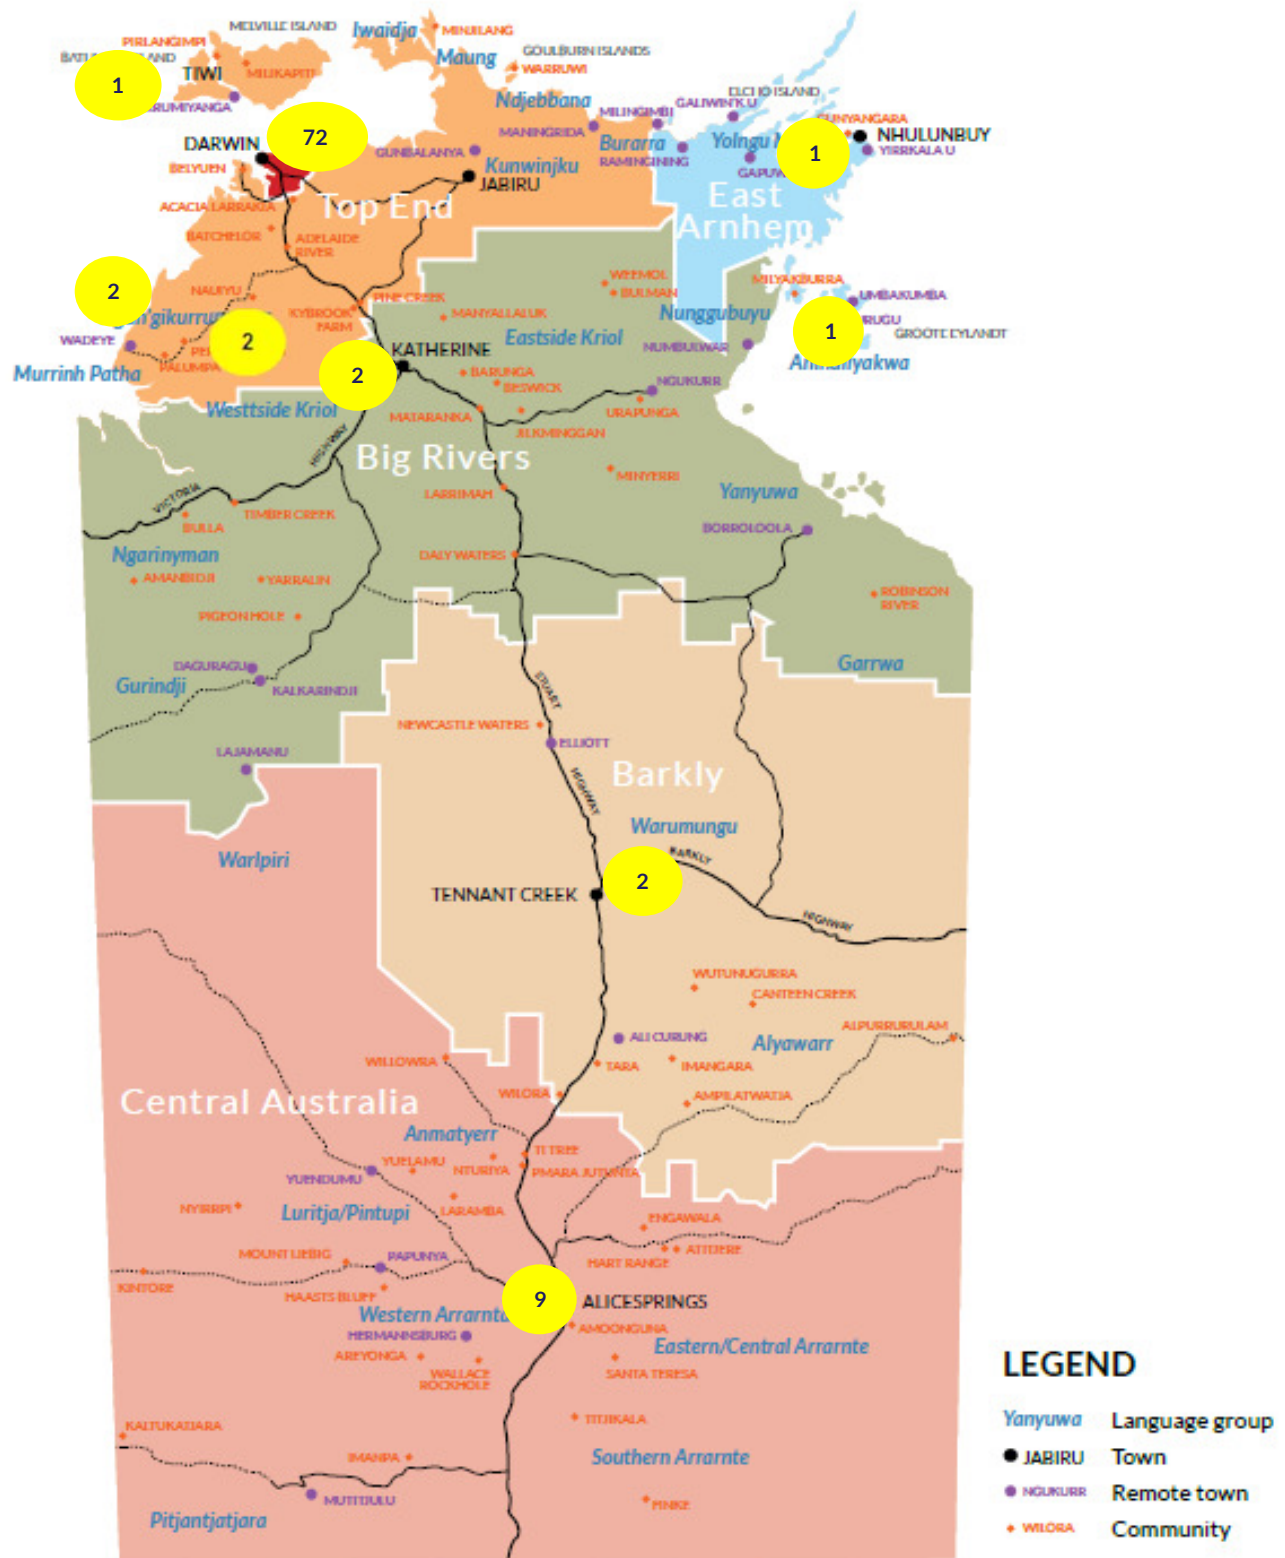 MELVILLE ISLAND
Iwaidja
MINJILANG
PIRLANGIMPI
Maung
GOULBURN ISLANDS
TIWI
MILIKAPITI
WARRUWI
1
Ndjebbana
ELCHO ISLAND
GALIWIN'KU
MILINGIMBI
MANINGRIDA
DARWIN
72
NHULUNBUY
Burarra
Yolngu
1
YIRRKALA
GUNBALANYA
RAMINGINING
BELYUEN
Kunwinjku
JABIRU
East
Arnhem
ACACIA LARRAKIA
Top End
BATCHELOR
ADELAIDE
RIVER
WEEMOL
BULMAN
MILYAKBURRA
UMBAKUMBA
2
NAUIYU
KYBROOK
FARM
PINE CREEK
MANYALLALUK
Nunggubuyu
1
GROOTE EYLANDT
WADEYE
2
PALUMPA
Eastside Kriol
NUMBULWAR
KATHERINE
Murrinh Patha
2
BARUNGA
BESWICK
NGUKURR
Westtside Kriol
MATARANKA
JILKMINGGAN
URAPUNGA
HIGHWAY
Big Rivers
MINYERRI
VICTORIA
LARRIMAH
Yanyuwa
TIMBER CREEK
BULLA
BORROLOOLA
Ngarinyman
DALY WATERS
AMANBIDJI
YARRALIN
ROBINSON
RIVER
PIGEON HOLE
DAGURAGU
Garrwa
Gurindji
KALKARINDJI
STUART
NEWCASTLE WATERS
ELLIOTT
LAJAMANU
HIGHWAY
Barkly
Warumungu
Warlpiri
BARKLY
TENNANT CREEK
2
HIGHWAY
WUTUNUGURRA
CANTEEN CREEK
ALI CURUNG
Alyawarr
ALPURRURULAM
WILLOWRA
TARA
IMANGARA
WILORA
AMPILATWATJA
Central Australia
Anmatyerr
TI TREE
YUELAMU
NTURIYA
PMARA JUTUNTA
YUENDUMU
NYIRRPI
Luritja/Pintupi
LARAMBA
ENGAWALA
MOUNT LIEBIG
PAPUNYA
HART RANGE
ATITJERE
KINTORE
HAASTS BLUFF
9
ALICESPRINGS
Western Arrarnta
HERMANNSBURG
AMOONGUNA
Eastern/Central Arrarnte
AREYONGA
WALLACE
ROCKHOLE
SANTA TERESA
KALTUKATJARA
TITJIKALA
IMANPA
Southern Arrarnte
MUTITJULU
FINKE
Pitjantjatjara
LEGEND
Yanyuwa Language group
JABIRU Town
NGUKURR Remote town
WILORA Community